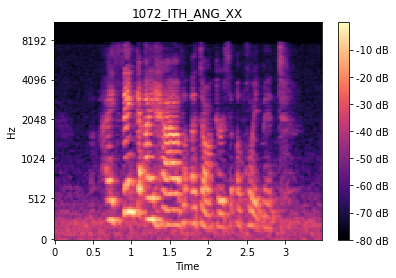 1072_ITH_ANG_XX
8192
4096
2048
1024
512
0
Hz
0 0.5 1 1.5 2 2.5 3
Time
-10 dB
-20 dB
-30 dB
-40 dB
-50 dB
-60 dB
-70 dB
-80 dB